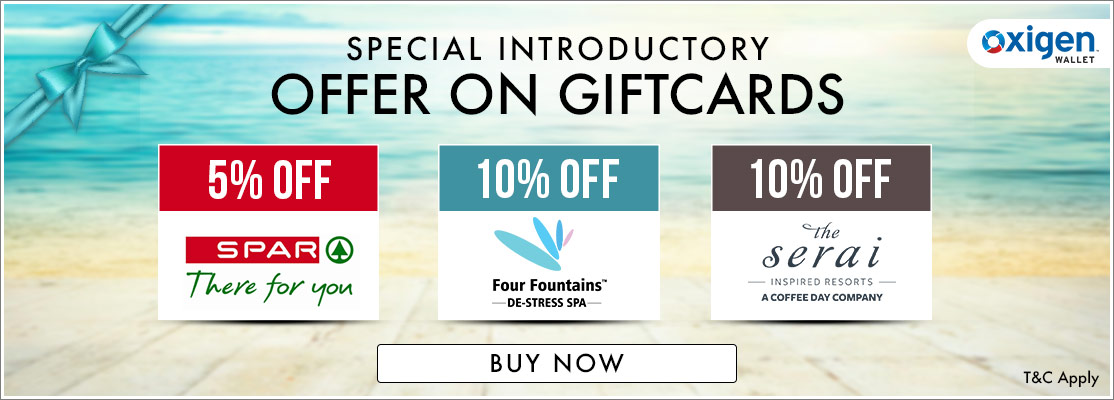 SPECIAL INTRODUCTORY
OFFER ON GIFTCARDS
oxigen
WALLET
5% OFF
SPAR
There for you
10% OFF
Four Fountains™
DE-STRESS SPA
10% OFF
the
serai
INSPIRED RESORTS
A COFFEE DAY COMPANY
BUY NOW
T&C Apply